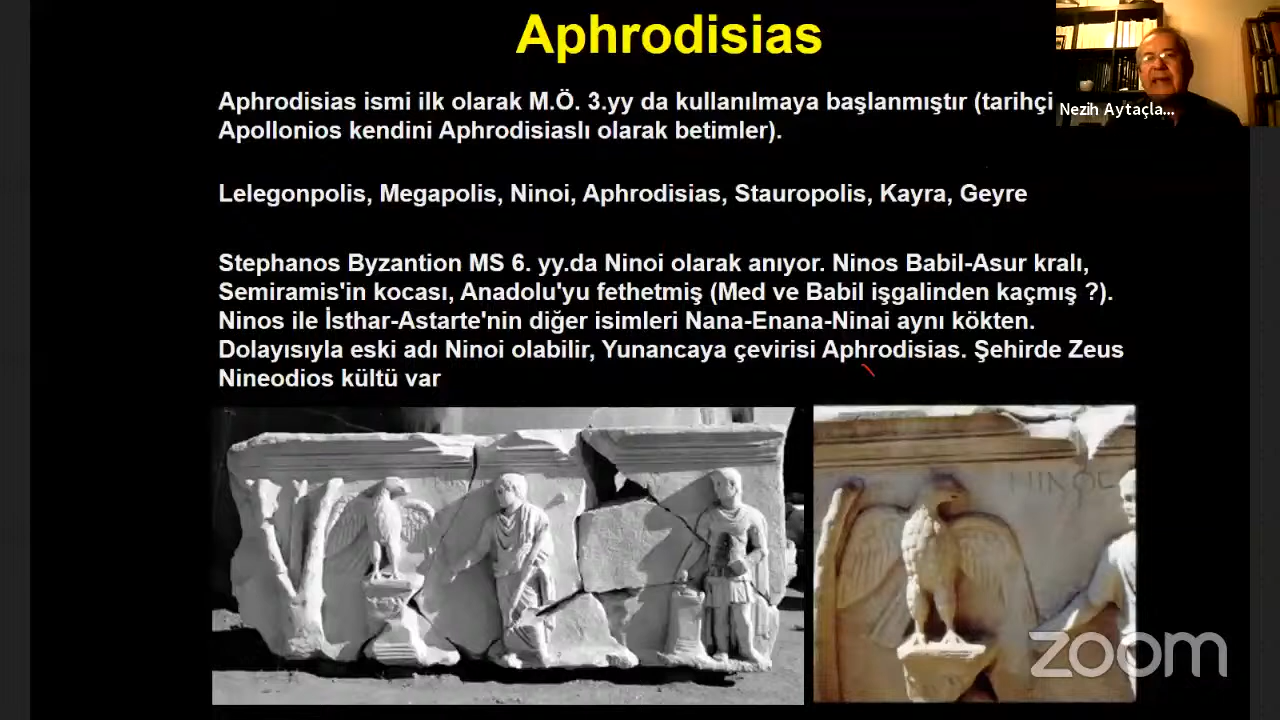 Aphrodisias
Aphrodisias ismi ilk olarak M.Ö. 3.yy da kullanılmaya başlanmıştır (tarihçi
Apollonios kendini Aphrodisiaslı olarak betimler).
Nezih Aytaçla...
Lelegonpolis, Megapolis, Ninoi, Aphrodisias, Stauropolis, Kayra, Geyre
Stephanos Byzantion MS 6. yy.da Ninoi olarak anıyor. Ninos Babil-Asur kralı,
Semiramis'in kocası, Anadolu'yu fethetmiş (Med ve Babil işgalinden kaçmış ?).
Ninos ile İsthar-Astarte'nin diğer isimleri Nana-Enana-Ninai aynı kökten.
Dolayısıyla eski adı Ninoi olabilir, Yunancaya çevirisi Aphrodisias. Şehirde Zeus
Nineodios kültü var
ΝΙΝΟϹ
zoom